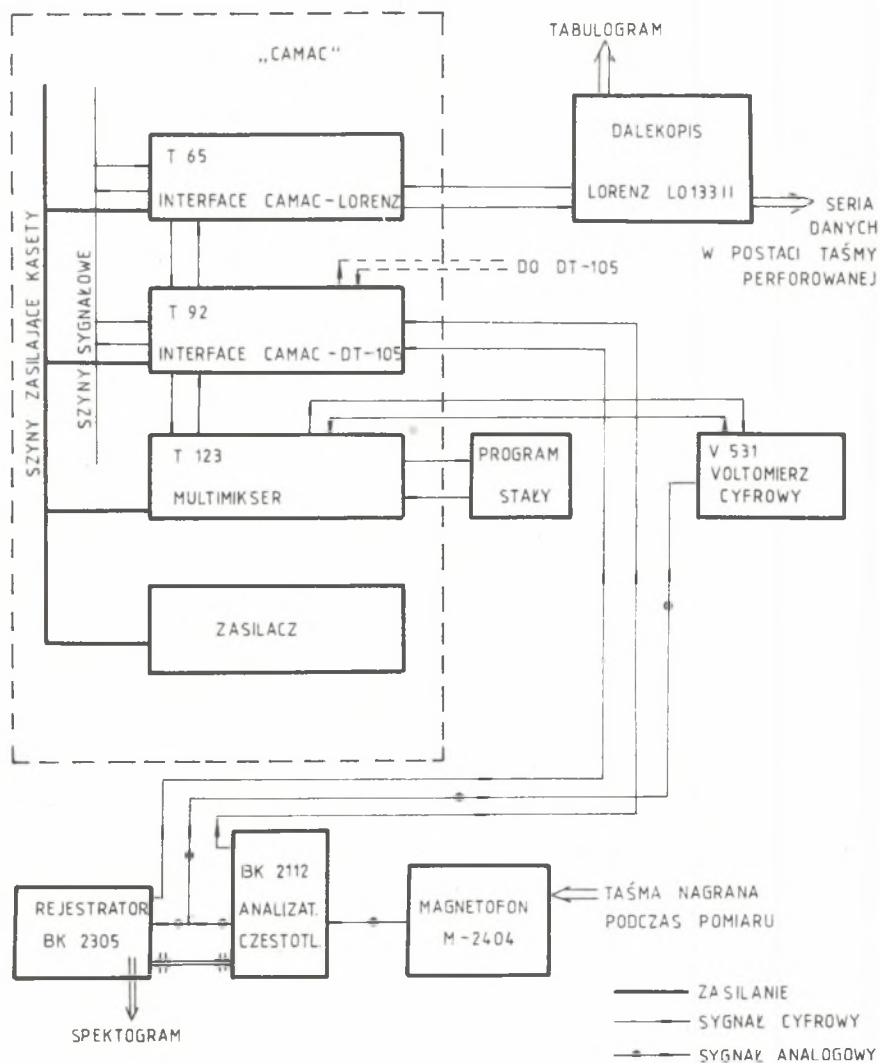 TABULOGRAM
„CAMAC"
DALEKOPIS
LORENZ LO133 II
T 65
INTERFACE CAMAC-LORENZ
SERIA
DANYCH
W POSTACI TAŚMY
PERFOROWANEJ
SZYNY ZASILAJĄCE KASETY
SZYNY SYGNAŁOWE
DO DT-105
T 92
INTERFACE CAMAC-DT-105
T 123
MULTIMIKSER
PROGRAM
STAŁY
V 531
VOLTOMIERZ
CYFROWY
ZASILACZ
REJESTRATOR
BK 2305
BK 2112
ANALIZAT.
CZESTOTL.
MAGNETOFON
M-2404
TAŚMA NAGRANA
PODCZAS POMIARU
SPEKTOGRAM
ZASILANIE
SYGNAŁ CYFROWY
SYGNAŁ ANALOGOWY